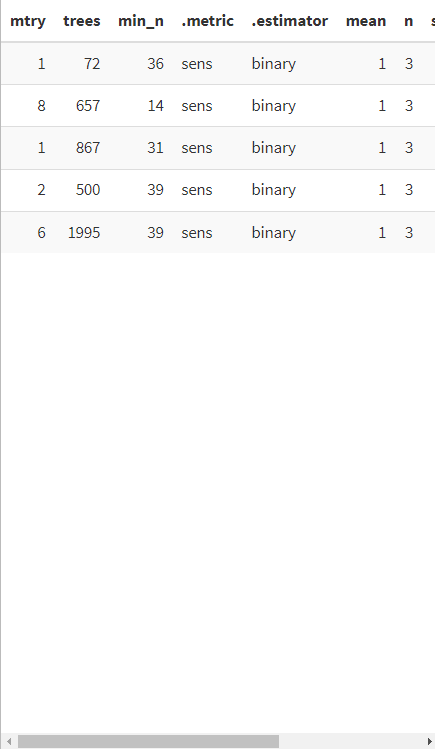 mtry trees min_n .metric .estimator mean n s
1 72 36 sens binary 1 3
8 657 14 sens binary 1 3
1 867 31 sens binary 1 3
2 500 39 sens binary 1 3
6 1995 39 sens binary 1 3